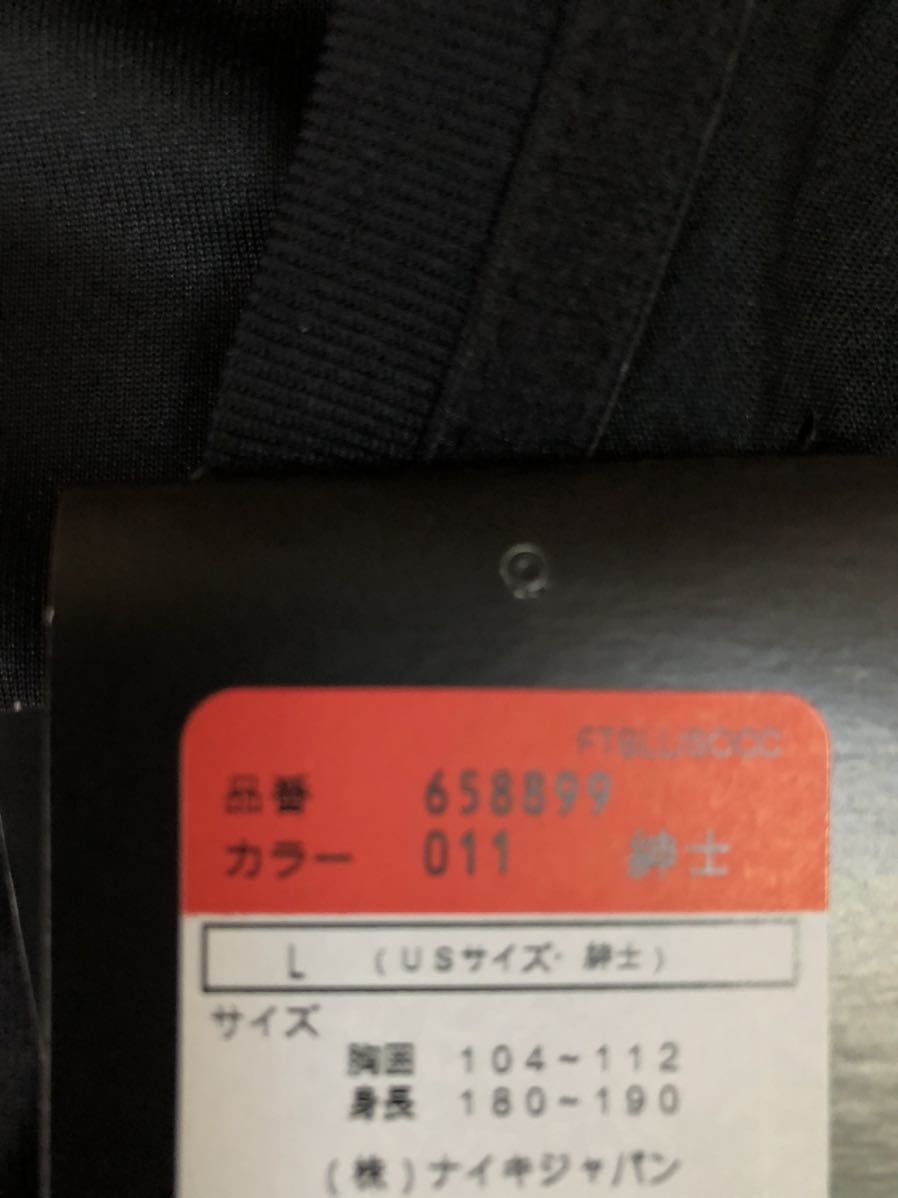 FTBLL/SOCC
品番 658899
カラー 011 紳士
L (USサイズ・紳士)
サイズ
胸囲 104~112
身長 180~190
(株)ナイキジャパン